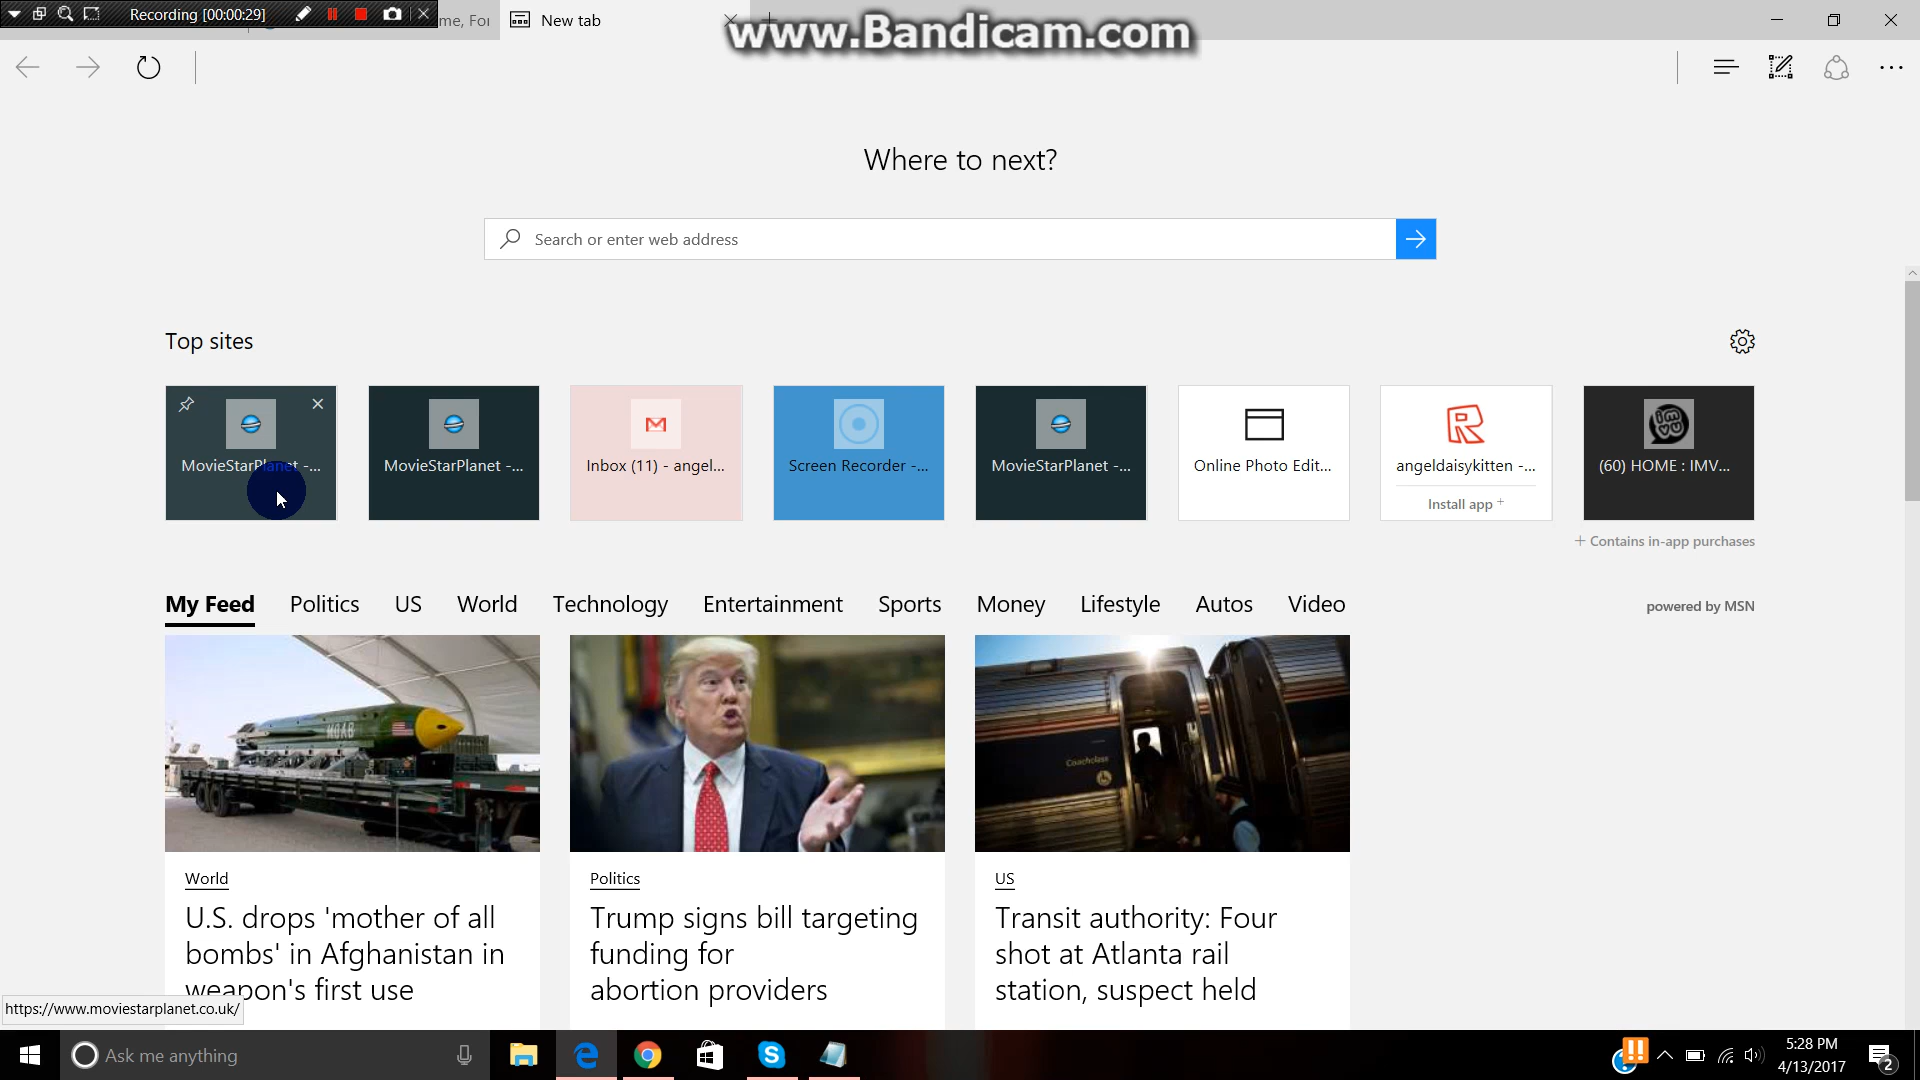 Recording [00:00:29]
me, For
New tab
www.Bandicam.com
Where to next?
Search or enter web address
Top sites
MovieStarPlanet -...
MovieStarPlanet -...
Inbox (11) - angel...
Screen Recorder -...
MovieStarPlanet -...
Online Photo Edit...
angeldaisykitten -...
Install app +
(60) HOME : IMV...
+ Contains in-app purchases
My Feed Politics US World Technology Entertainment Sports Money Lifestyle Autos Video
powered by MSN
MOAB
Coachclass
World
U.S. drops 'mother of all
bombs' in Afghanistan in
weapon's first use
Politics
Trump signs bill targeting
funding for
abortion providers
US
Transit authority: Four
shot at Atlanta rail
station, suspect held
https://www.moviestarplanet.co.uk/
Ask me anything
5:28 PM
4/13/2017
2